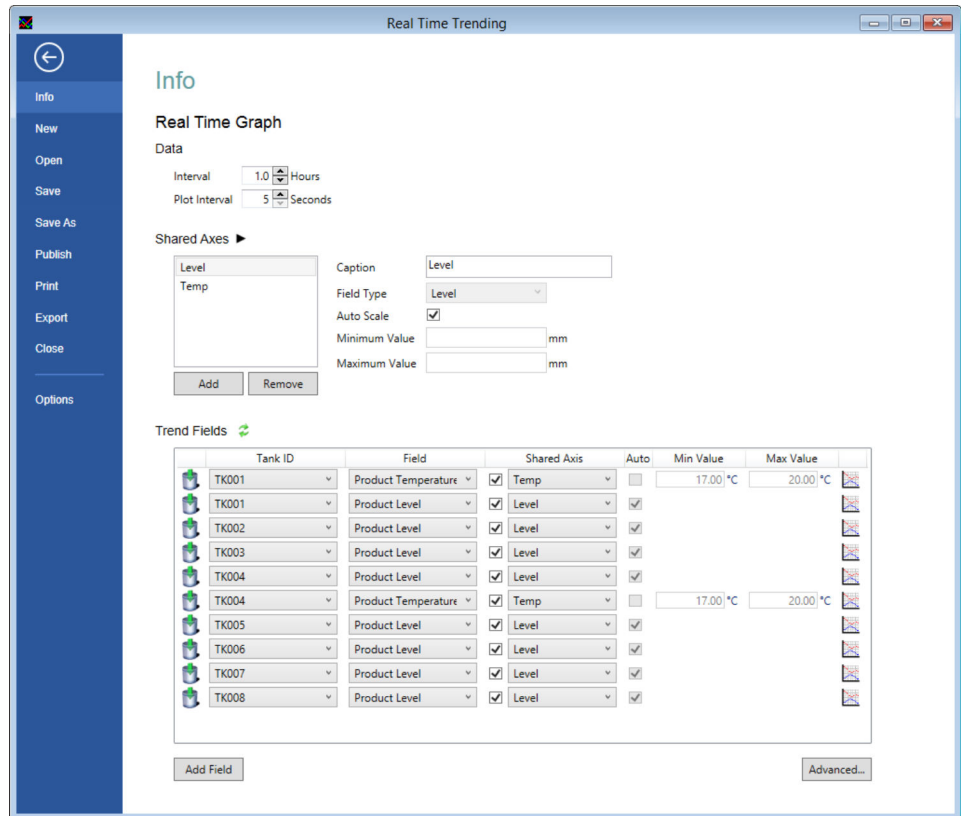 Real Time Trending
Info
New
Open
Save
Save As
Publish
Print
Export
Close
Options
Info
Real Time Graph
Data
Interval 1.0 Hours
Plot Interval 5 Seconds
Shared Axes
Level
Temp
Add Remove
Caption Level
Field Type Level
Auto Scale
Minimum Value mm
Maximum Value mm
Trend Fields
Tank ID Field Shared Axis Auto Min Value Max Value
TK001 Product Temperature Temp 17.00 °C 20.00 °C
TK001 Product Level Level
TK002 Product Level Level
TK003 Product Level Level
TK004 Product Level Level
TK004 Product Temperature Temp 17.00 °C 20.00 °C
TK005 Product Level Level
TK006 Product Level Level
TK007 Product Level Level
TK008 Product Level Level
Add Field Advanced...